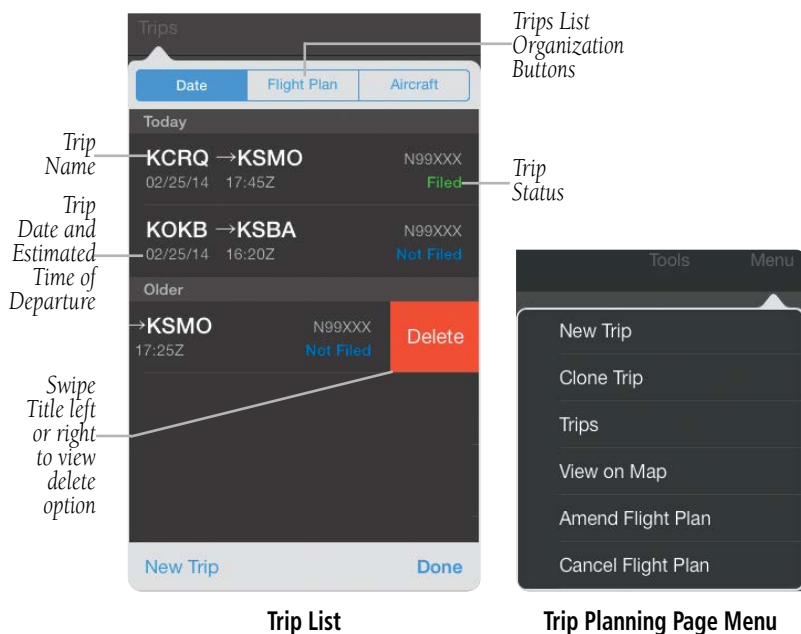 Trips
Date Flight Plan Aircraft
Today
KCRQ →KSMO N99XXX
02/25/14 17:45Z Filed
KOKB →KSBA N99XXX
02/25/14 16:20Z Not Filed
Older
→KSMO N99XXX
17:25Z Not Filed
Delete
New Trip Done
Trip List
Trips List
Organization
Buttons
Trip
Name
Trip
Date and
Estimated
Time of
Departure
Trip
Status
Swipe
Title left
or right
to view
delete
option
Tools Menu
New Trip
Clone Trip
Trips
View on Map
Amend Flight Plan
Cancel Flight Plan
Trip Planning Page Menu